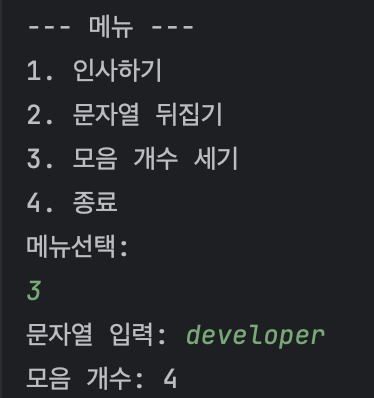 --- 메뉴 ---
1. 인사하기
2. 문자열 뒤집기
3. 모음 개수 세기
4. 종료
메뉴선택:
3
문자열 입력: developer
모음 개수: 4